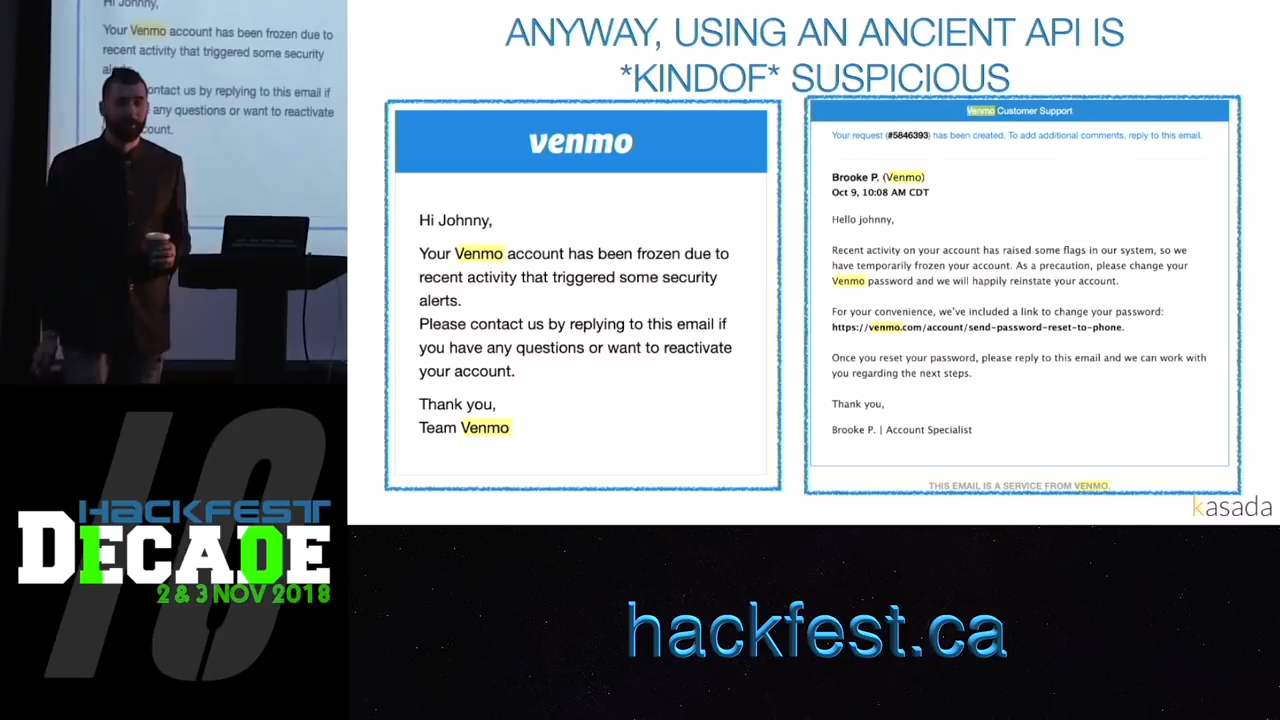 Hi Johnny,
Your Venmo account has been frozen due to
recent activity that triggered some security
ontact us by replying to this email if
any questions or want to reactivate
count.
ANYWAY, USING AN ANCIENT API IS
*KINDOF* SUSPICIOUS
venmo
Hi Johnny,
Your Venmo account has been frozen due to
recent activity that triggered some security
alerts.
Please contact us by replying to this email if
you have any questions or want to reactivate
your account.
Thank you,
Team Venmo
Venmo Customer Support
Your request (#5846393) has been created. To add additional comments, reply to this email.
Brooke P. (Venmo)
Oct 9, 10:08 AM CDT
Hello johnny,
Recent activity on your account has raised some flags in our system, so we
have temporarily frozen your account. As a precaution, please change your
Venmo password and we will happily reinstate your account.
For your convenience, we've included a link to change your password:
https://venmo.com/account/send-password-reset-to-phone.
Once you reset your password, please reply to this email and we can work with
you regarding the next steps.
Thank you,
Brooke P. | Account Specialist
THIS EMAIL IS A SERVICE FROM VENMO.
kasada
10
HACKFEST
DECADE
2 & 3 NOV 2018
hackfest.ca